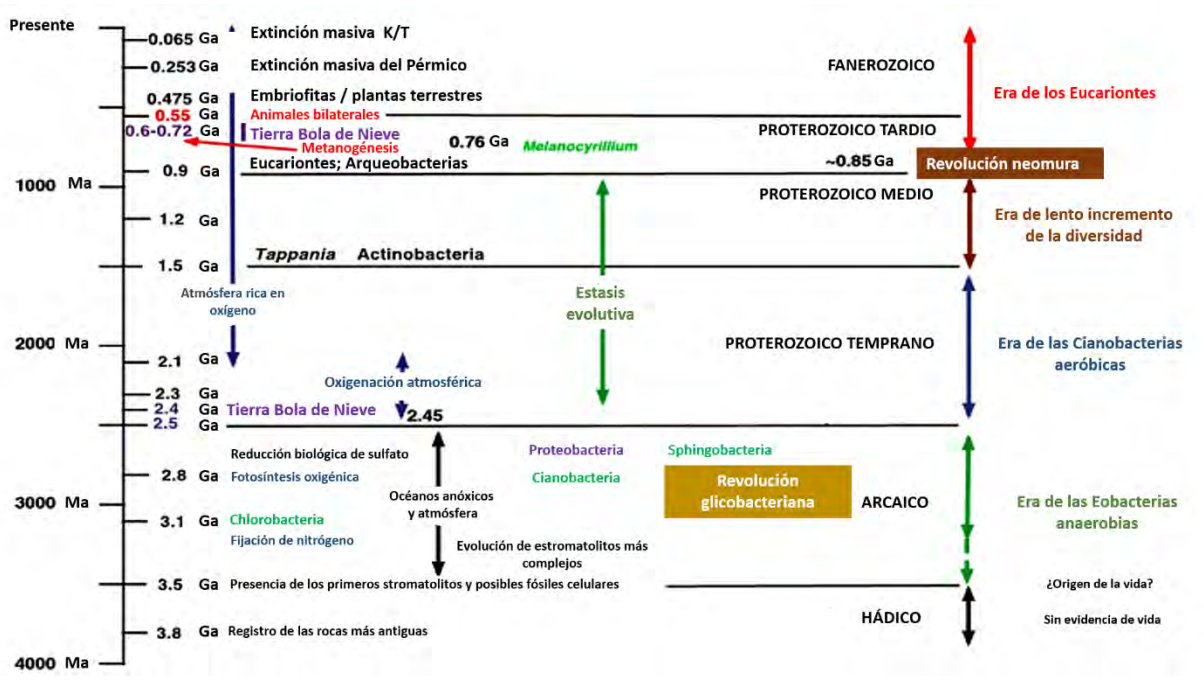 Presente
0.065 Ga Extinción masiva K/T
0.253 Ga Extinción masiva del Pérmico
FANEROZOICO
Era de los Eucariontes
0.475 Ga Embriofitas / plantas terrestres
0.55 Ga Animales bilaterales
0.6-0.72 Ga Tierra Bola de Nieve
PROTEROZOICO TARDIO
Metanogénesis
0.76 Ga Melanocyrillium
Eucariontes; Arqueobacterias
~0.85 Ga
Revolución neomura
0.9 Ga
1000 Ma
PROTEROZOICO MEDIO
1.2 Ga
Era de lento incremento
de la diversidad
Tappania Actinobacteria
1.5 Ga
Atmósfera rica en
oxígeno
Estasis
evolutiva
2000 Ma
PROTEROZOICO TEMPRANO
Era de las Cianobacterias
aeróbicas
2.1 Ga
Oxigenación atmosférica
2.3 Ga
2.4 Ga Tierra Bola de Nieve
2.45
2.5 Ga
Reducción biológica de sulfato
Proteobacteria Sphingobacteria
2.8 Ga Fotosíntesis oxigénica
Cianobacteria
Revolución
glicobacteriana
Océanos anóxicos
y atmósfera
3000 Ma
ARCAICO
Era de las Eobacterias
anaerobias
3.1 Ga Chlorobacteria
Fijación de nitrógeno
Evolución de estromatolitos más
complejos
3.5 Ga Presencia de los primeros stromatolitos y posibles fósiles celulares
¿Origen de la vida?
HÁDICO
Sin evidencia de vida
3.8 Ga Registro de las rocas más antiguas
4000 Ma